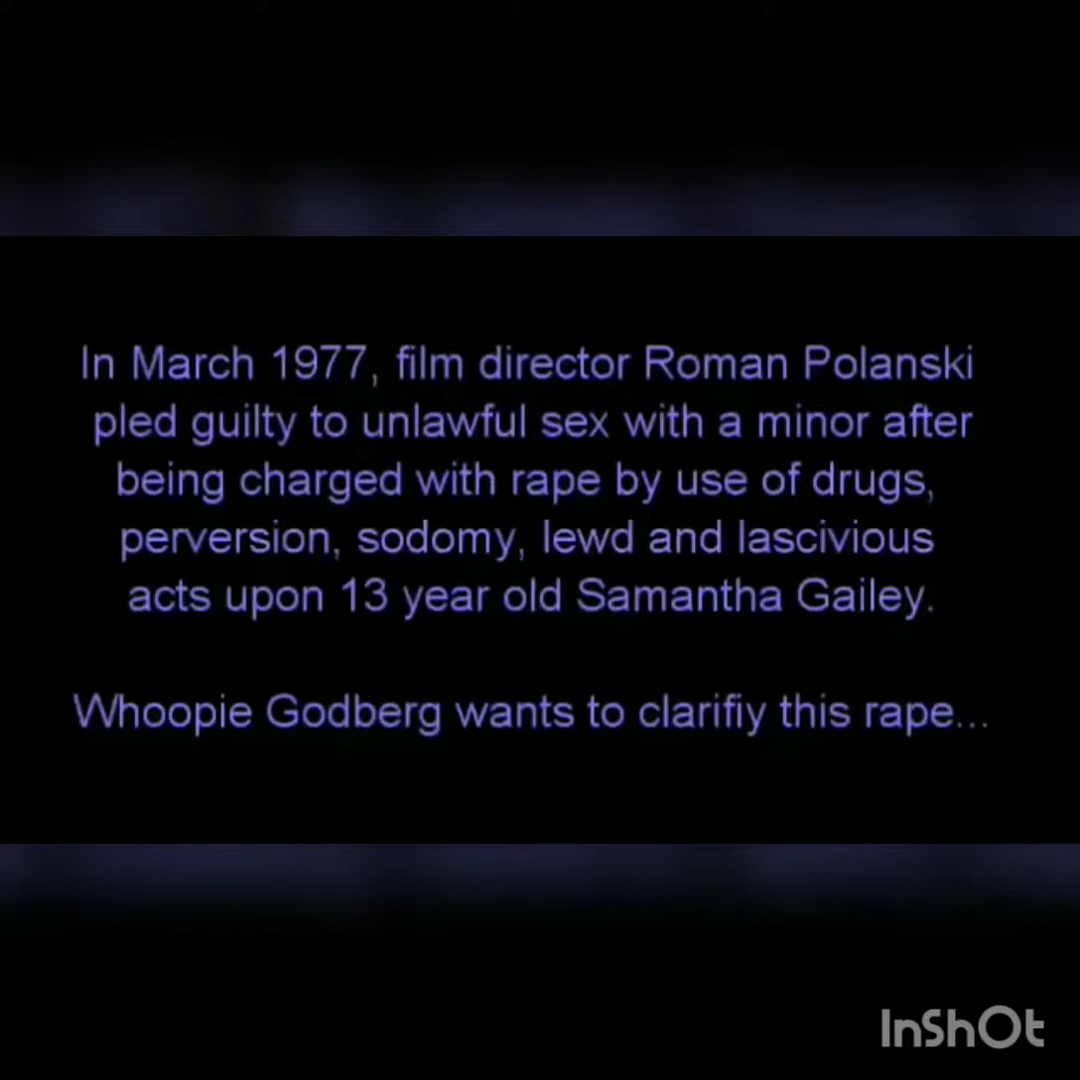 In March 1977, film director Roman Polanski
pled guilty to unlawful sex with a minor after
being charged with rape by use of drugs,
perversion, sodomy, lewd and lascivious
acts upon 13 year old Samantha Gailey.
Whoopie Godberg wants to clarifiy this rape...
InShOt